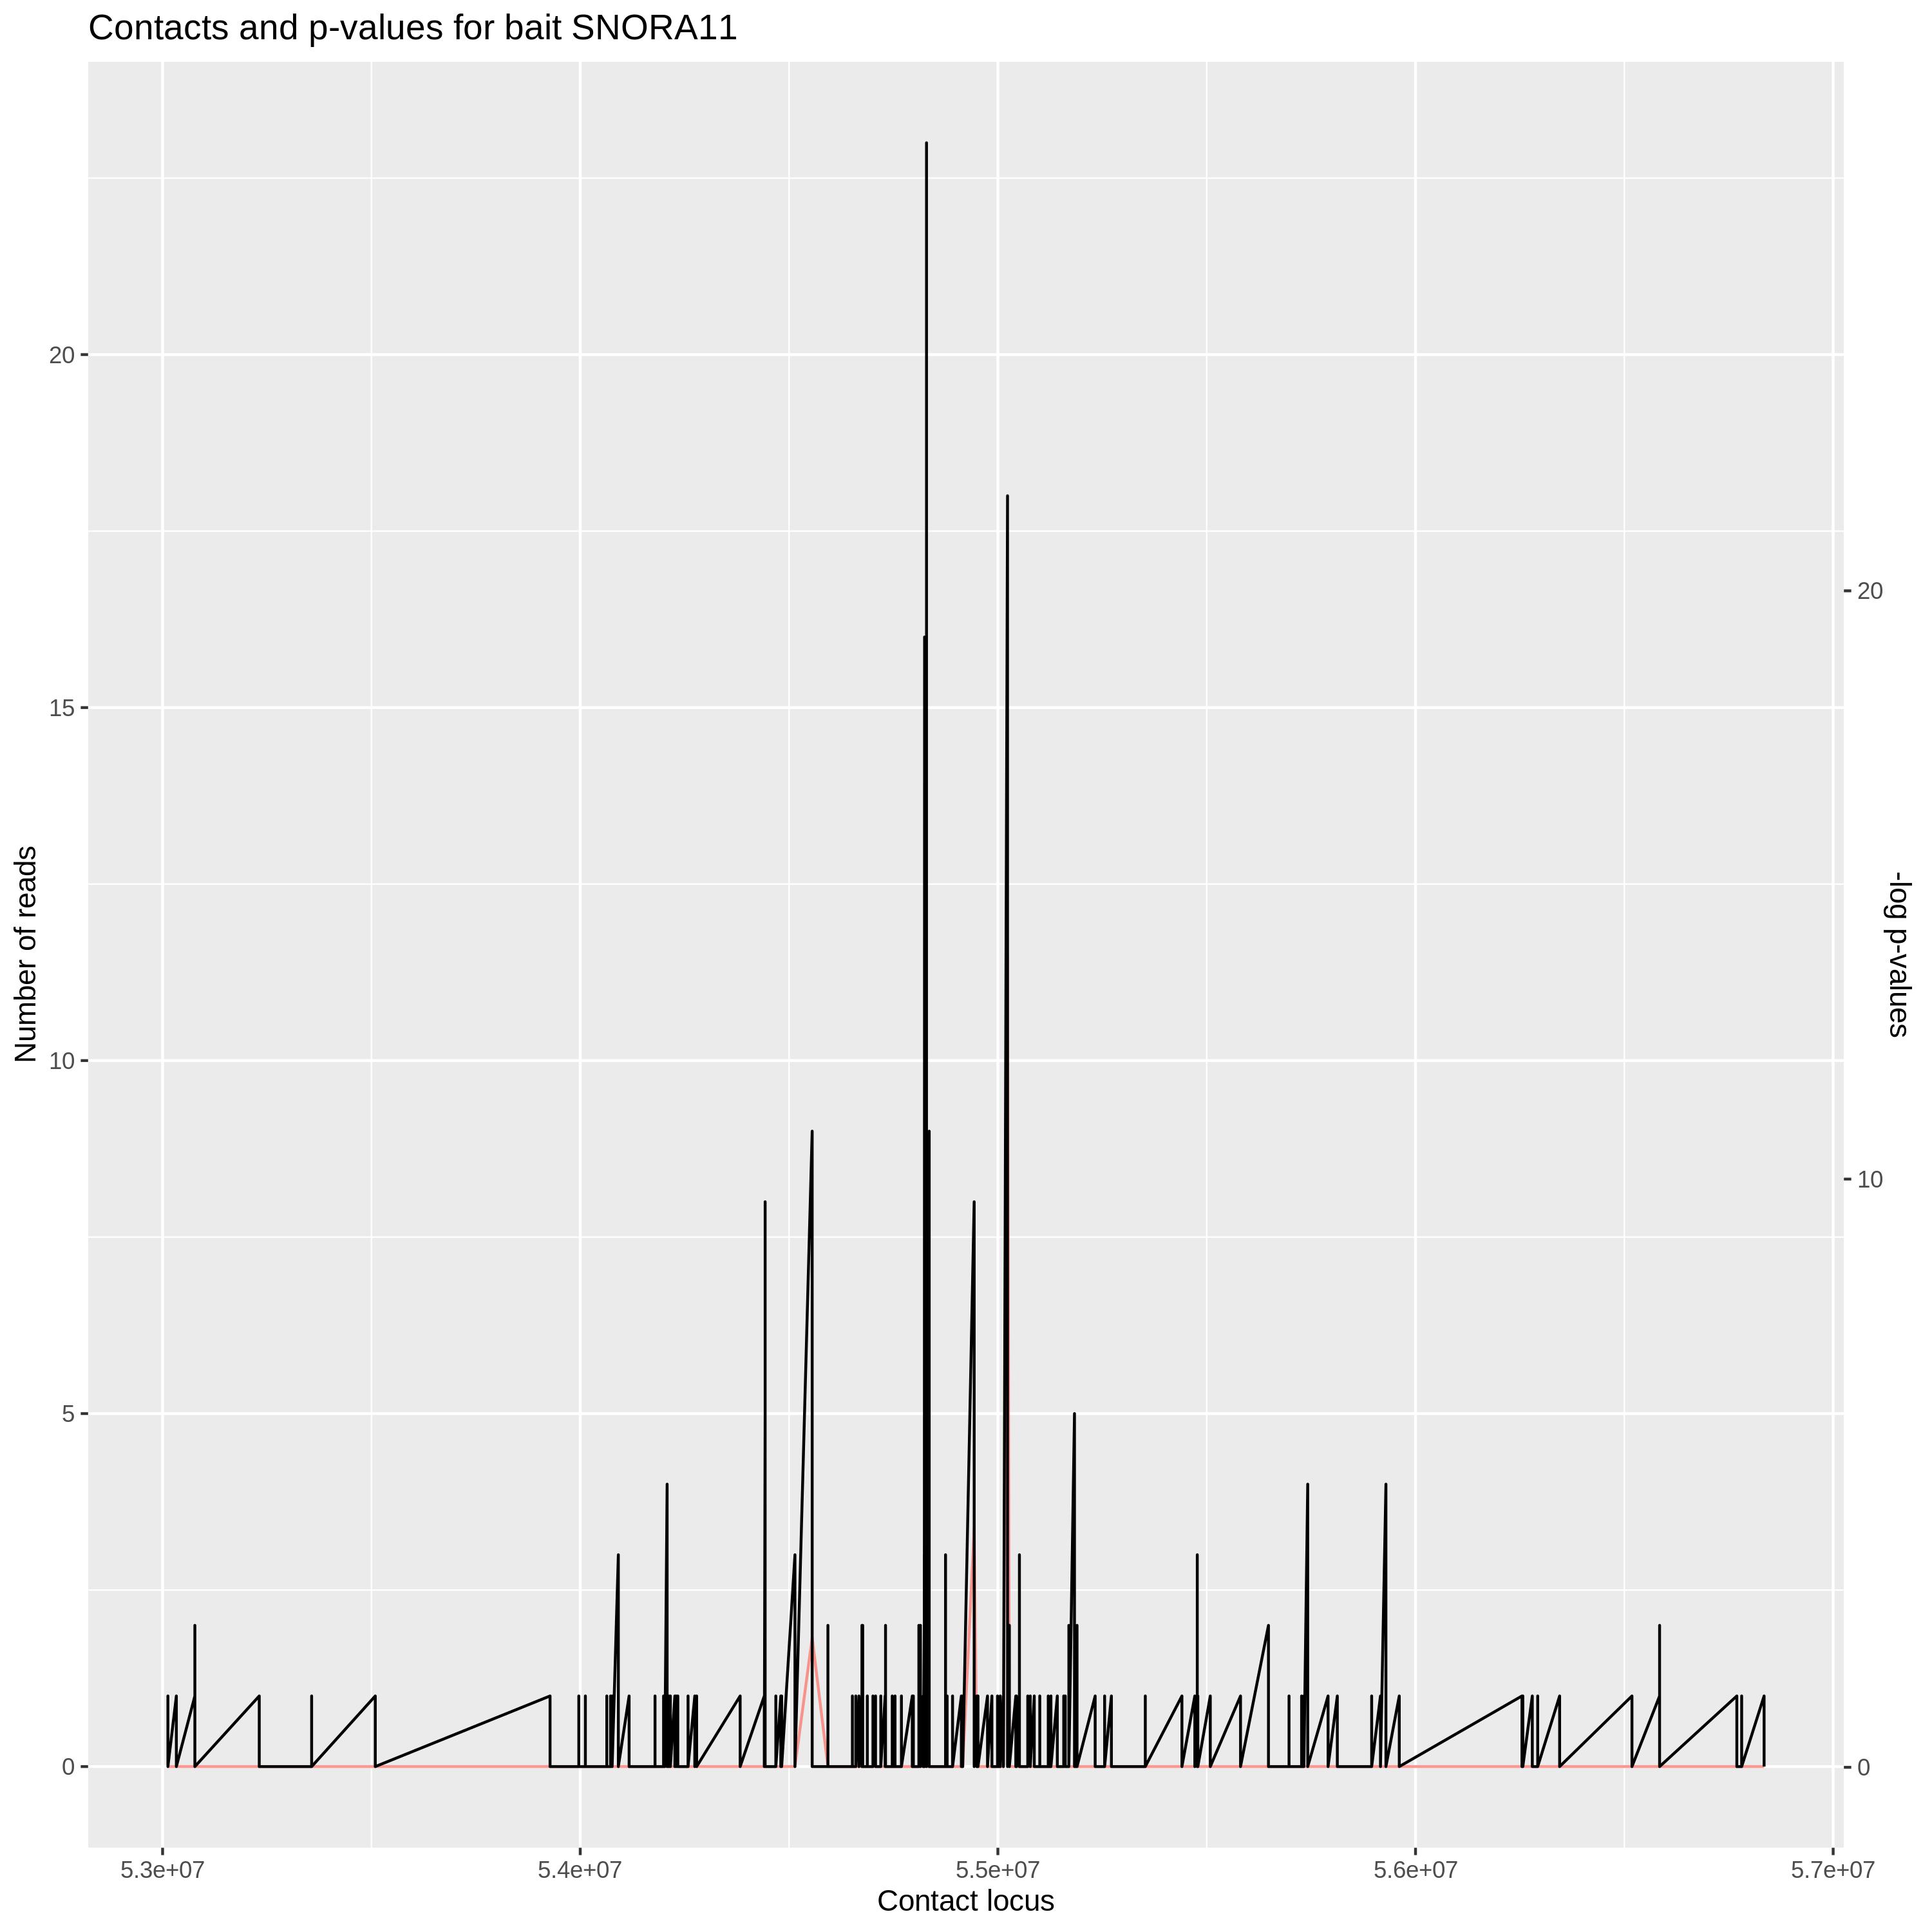 Contacts and p-values for bait SNORA11
20
15
10
5
0
Number of reads
20
10
0
-log p-values
5.3e+07 5.4e+07 5.5e+07 5.6e+07 5.7e+07
Contact locus